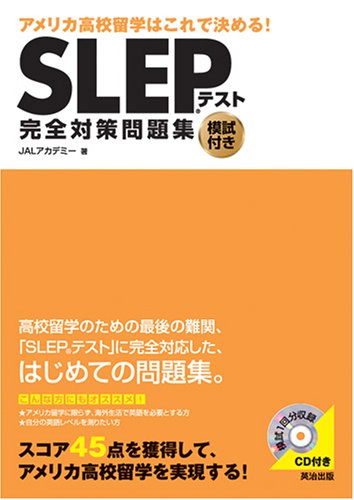 アメリカ高校留学はこれで決める!
SLEP®テスト
完全対策問題集
模試付き
JALアカデミー 著
高校留学のための最後の難関、
「SLEP®テスト」に完全対応した、
はじめての問題集。
こんな方にもオススメ!
★アメリカ留学に限らず、海外生活で英語を必要とする方
★自分の英語レベルを測りたい方
スコア45点を獲得して、
アメリカ高校留学を実現する!
模試1回分収録
CD付き
英治出版